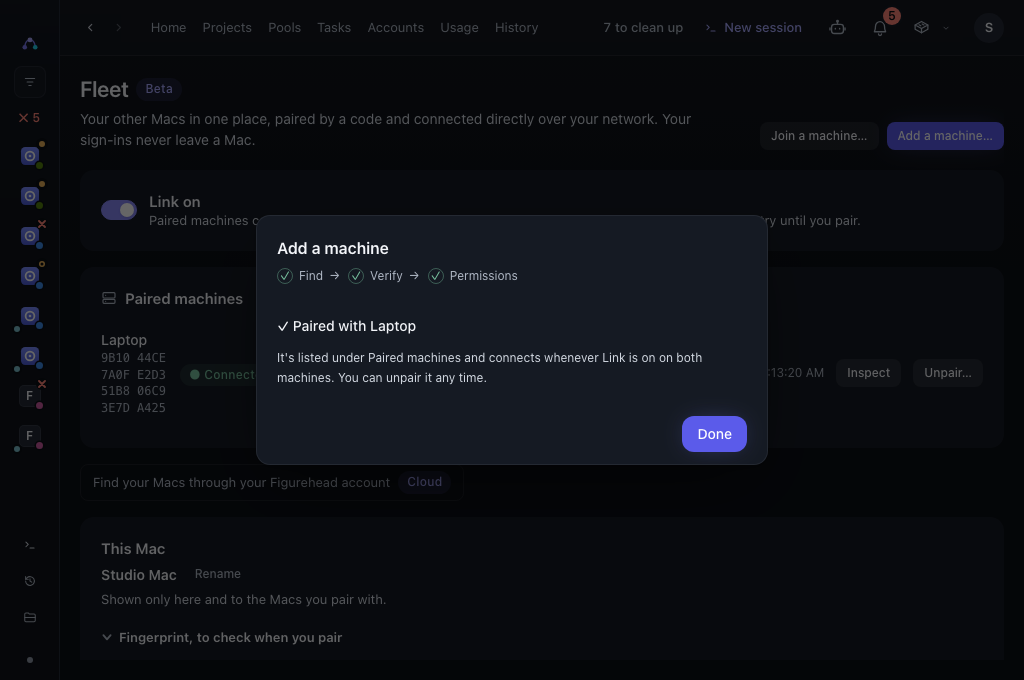 Home Projects Pools Tasks Accounts Usage History 7 to clean up >_ New session 5 S
5
F
F
Fleet Beta
Your other Macs in one place, paired by a code and connected directly over your network. Your
sign-ins never leave a Mac.
Join a machine... Add a machine...
Link on
Paired machines
ry until you pair.
Paired machines
Laptop
9B10 44CE
7A0F E2D3
51B8 06C9
3E7D A425
Connect
:13:20 AM Inspect Unpair...
Add a machine
Find → Verify → Permissions
✓ Paired with Laptop
It's listed under Paired machines and connects whenever Link is on on both
machines. You can unpair it any time.
Done
Find your Macs through your Figurehead account Cloud
This Mac
Studio Mac Rename
Shown only here and to the Macs you pair with.
Fingerprint, to check when you pair